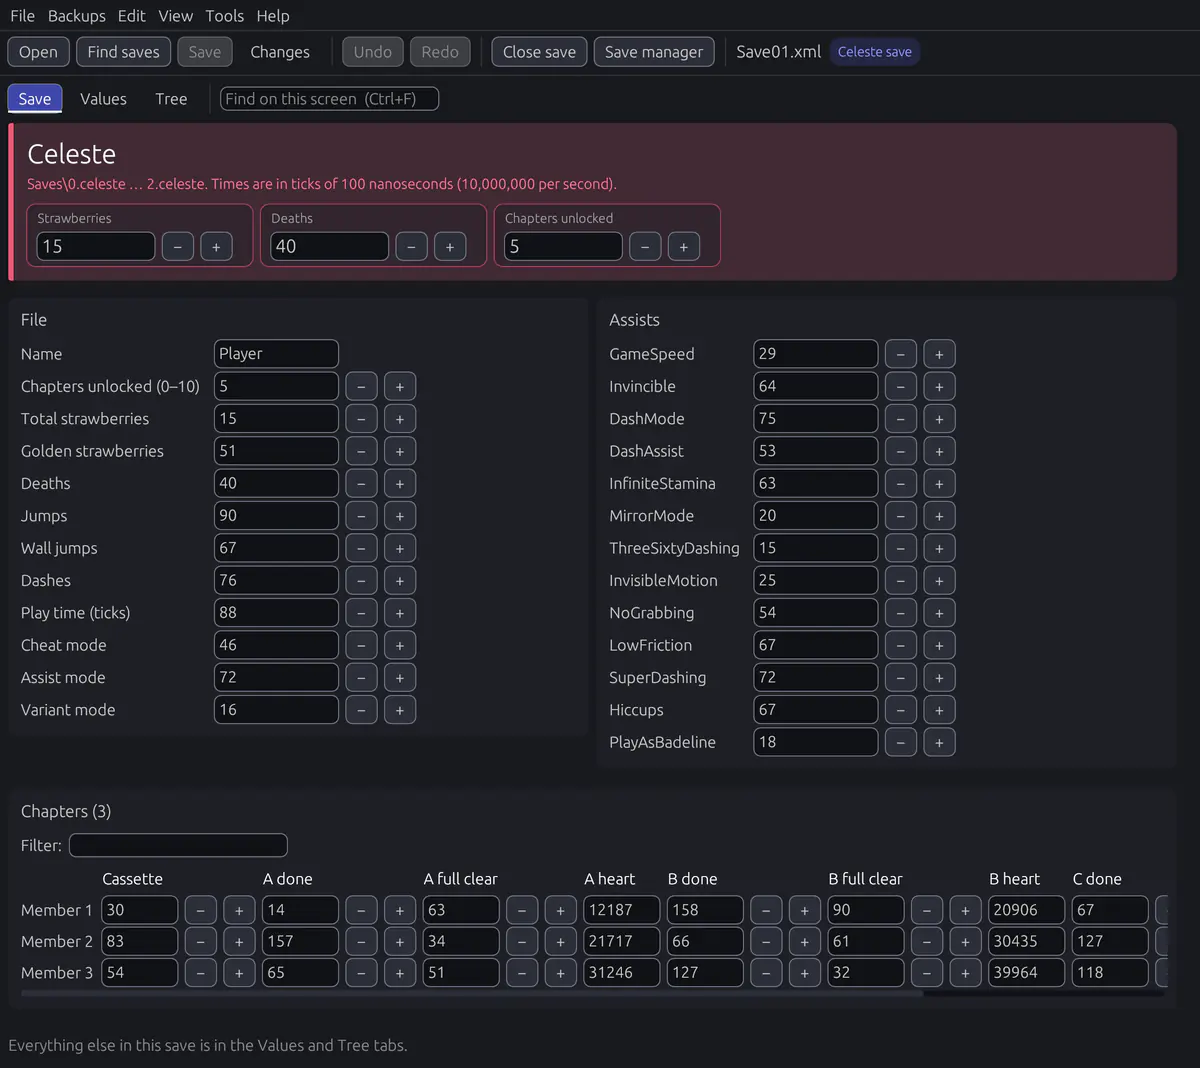 File Backups Edit View Tools Help
Open Find saves Save Changes Undo Redo Close save Save manager Save01.xml Celeste save
Save Values Tree Find on this screen (Ctrl+F)
Celeste
Saves\0.celeste … 2.celeste. Times are in ticks of 100 nanoseconds (10,000,000 per second).
Strawberries Deaths Chapters unlocked
15 − + 40 − + 5 − +
File
Name Player
Chapters unlocked (0–10) 5 − +
Total strawberries 15 − +
Golden strawberries 51 − +
Deaths 40 − +
Jumps 90 − +
Wall jumps 67 − +
Dashes 76 − +
Play time (ticks) 88 − +
Cheat mode 46 − +
Assist mode 72 − +
Variant mode 16 − +
Assists
GameSpeed 29 − +
Invincible 64 − +
DashMode 75 − +
DashAssist 53 − +
InfiniteStamina 63 − +
MirrorMode 20 − +
ThreeSixtyDashing 15 − +
InvisibleMotion 25 − +
NoGrabbing 54 − +
LowFriction 67 − +
SuperDashing 72 − +
Hiccups 67 − +
PlayAsBadeline 18 − +
Chapters (3)
Filter:
Cassette A done A full clear A heart B done B full clear B heart C done
Member 1 30 − + 14 − + 63 − + 12187 158 − + 90 − + 20906 67
Member 2 83 − + 157 − + 34 − + 21717 66 − + 61 − + 30435 127
Member 3 54 − + 65 − + 51 − + 31246 127 − + 32 − + 39964 118
Everything else in this save is in the Values and Tree tabs.